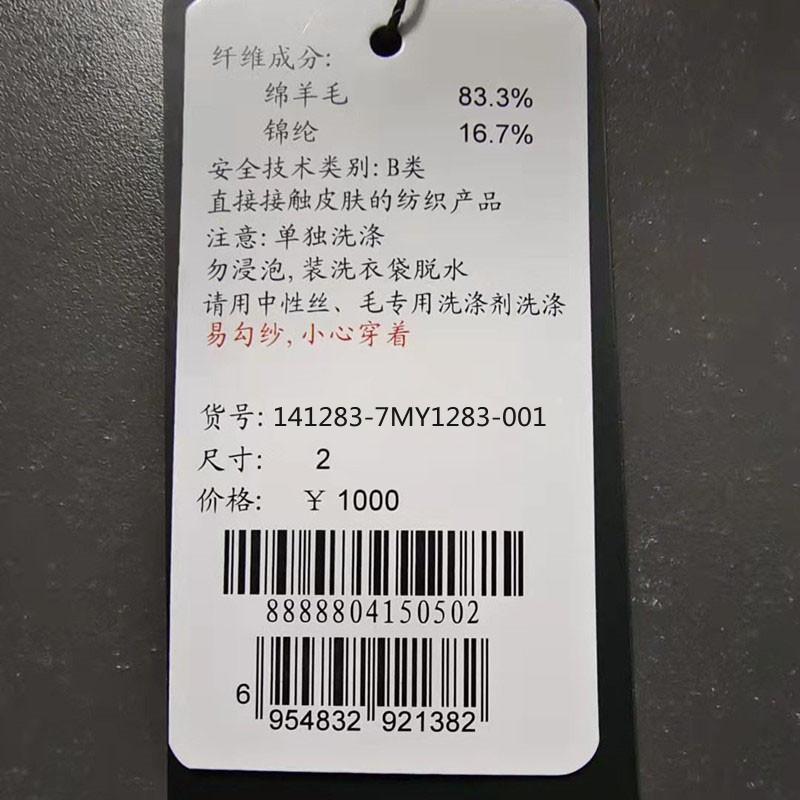 纤维成分:
绵羊毛 83.3%
锦纶 16.7%
安全技术类别: B类
直接接触皮肤的纺织产品
注意: 单独洗涤
勿浸泡, 装洗衣袋脱水
请用中性丝、毛专用洗涤剂洗涤
易勾纱, 小心穿着
货号: 141283-7MY1283-001
尺寸: 2
价格: ¥ 1000
8888804150502
6 954832 921382